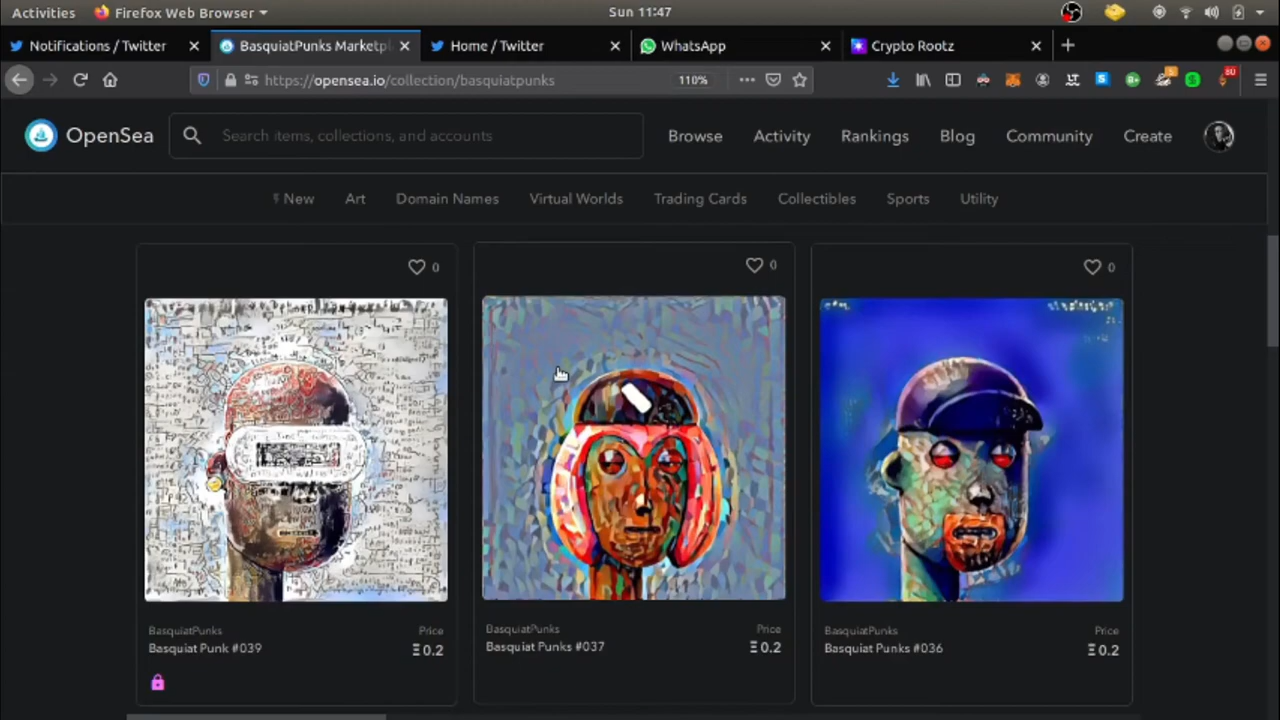 Activities Firefox Web Browser Sun 11:47
Notifications / Twitter BasquiatPunks Marketpl Home / Twitter WhatsApp Crypto Rootz
https://opensea.io/collection/basquiatpunks 110% 5 80
OpenSea Search items, collections, and accounts Browse Activity Rankings Blog Community Create
New Art Domain Names Virtual Worlds Trading Cards Collectibles Sports Utility
0 0 0
BasquiatPunks Price BasquiatPunks Price BasquiatPunks Price
Basquiat Punk #039 Ξ 0.2 Basquiat Punks #037 Ξ 0.2 Basquiat Punks #036 Ξ 0.2